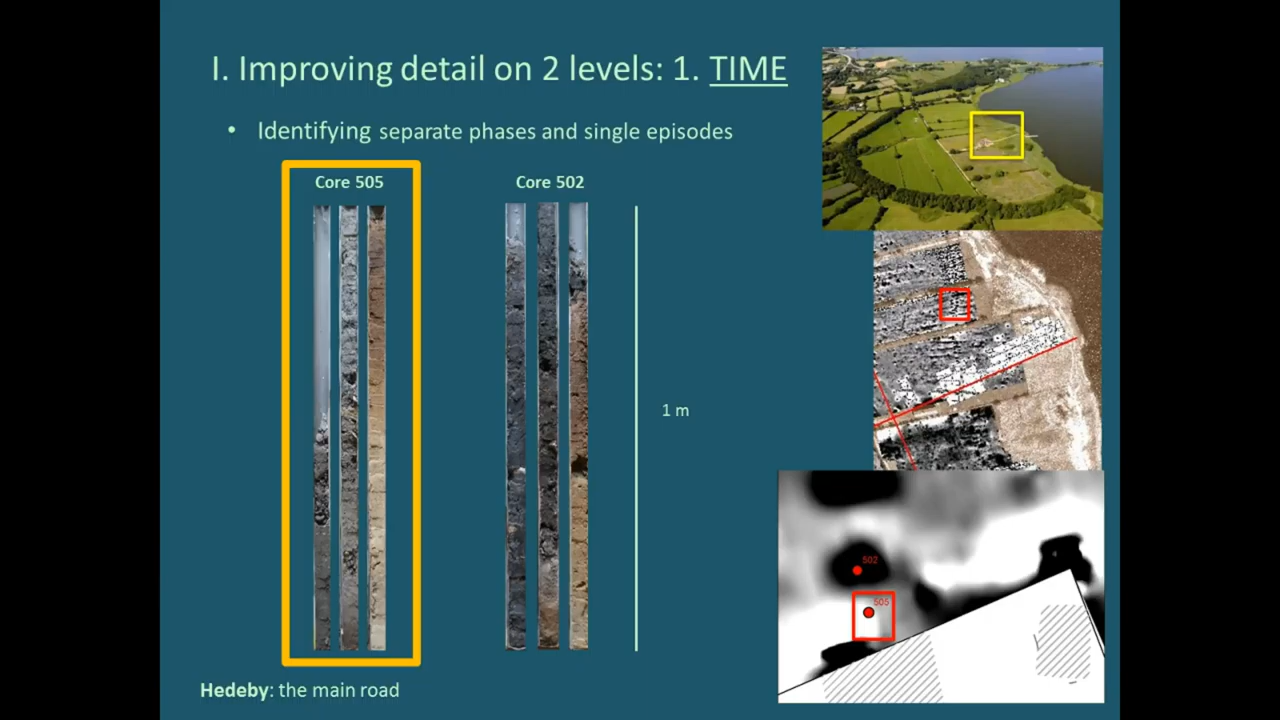 I. Improving detail on 2 levels: 1. TIME
• Identifying separate phases and single episodes
Core 505
Core 502
1 m
502
505
Hedeby: the main road